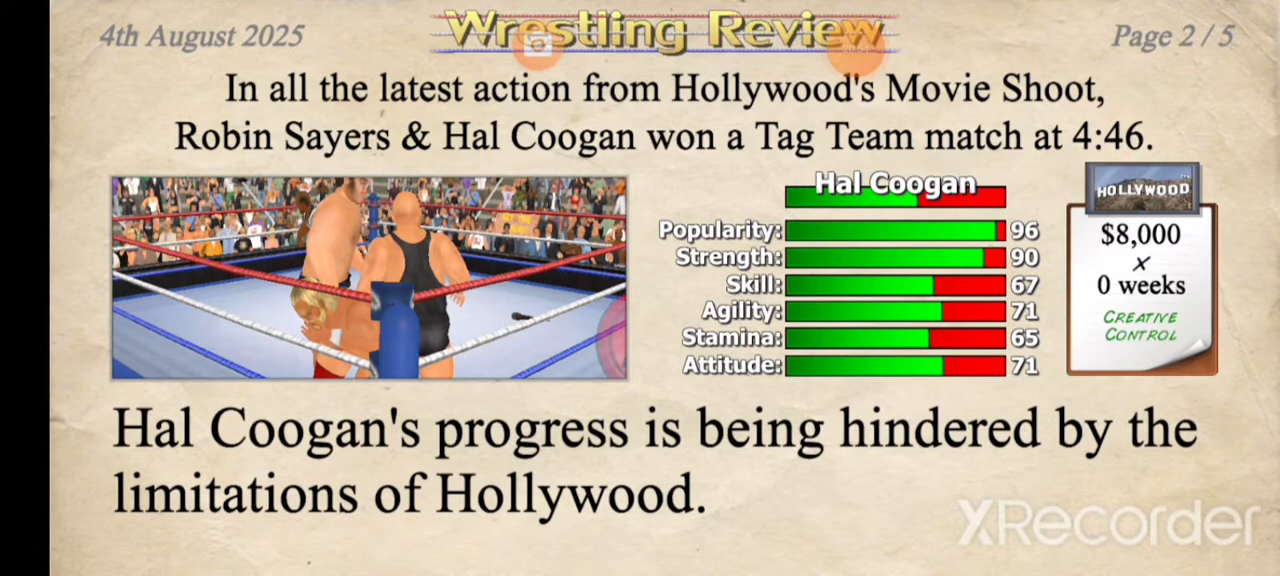 4th August 2025
Wrestling Review
Page 2 / 5
In all the latest action from Hollywood's Movie Shoot,
Robin Sayers & Hal Coogan won a Tag Team match at 4:46.
Hal Coogan
Popularity: 96
Strength: 90
Skill: 67
Agility: 71
Stamina: 65
Attitude: 71
HOLLYWOOD
$8,000
x
0 weeks
CREATIVE
CONTROL
Hal Coogan's progress is being hindered by the
limitations of Hollywood.
XRecorder